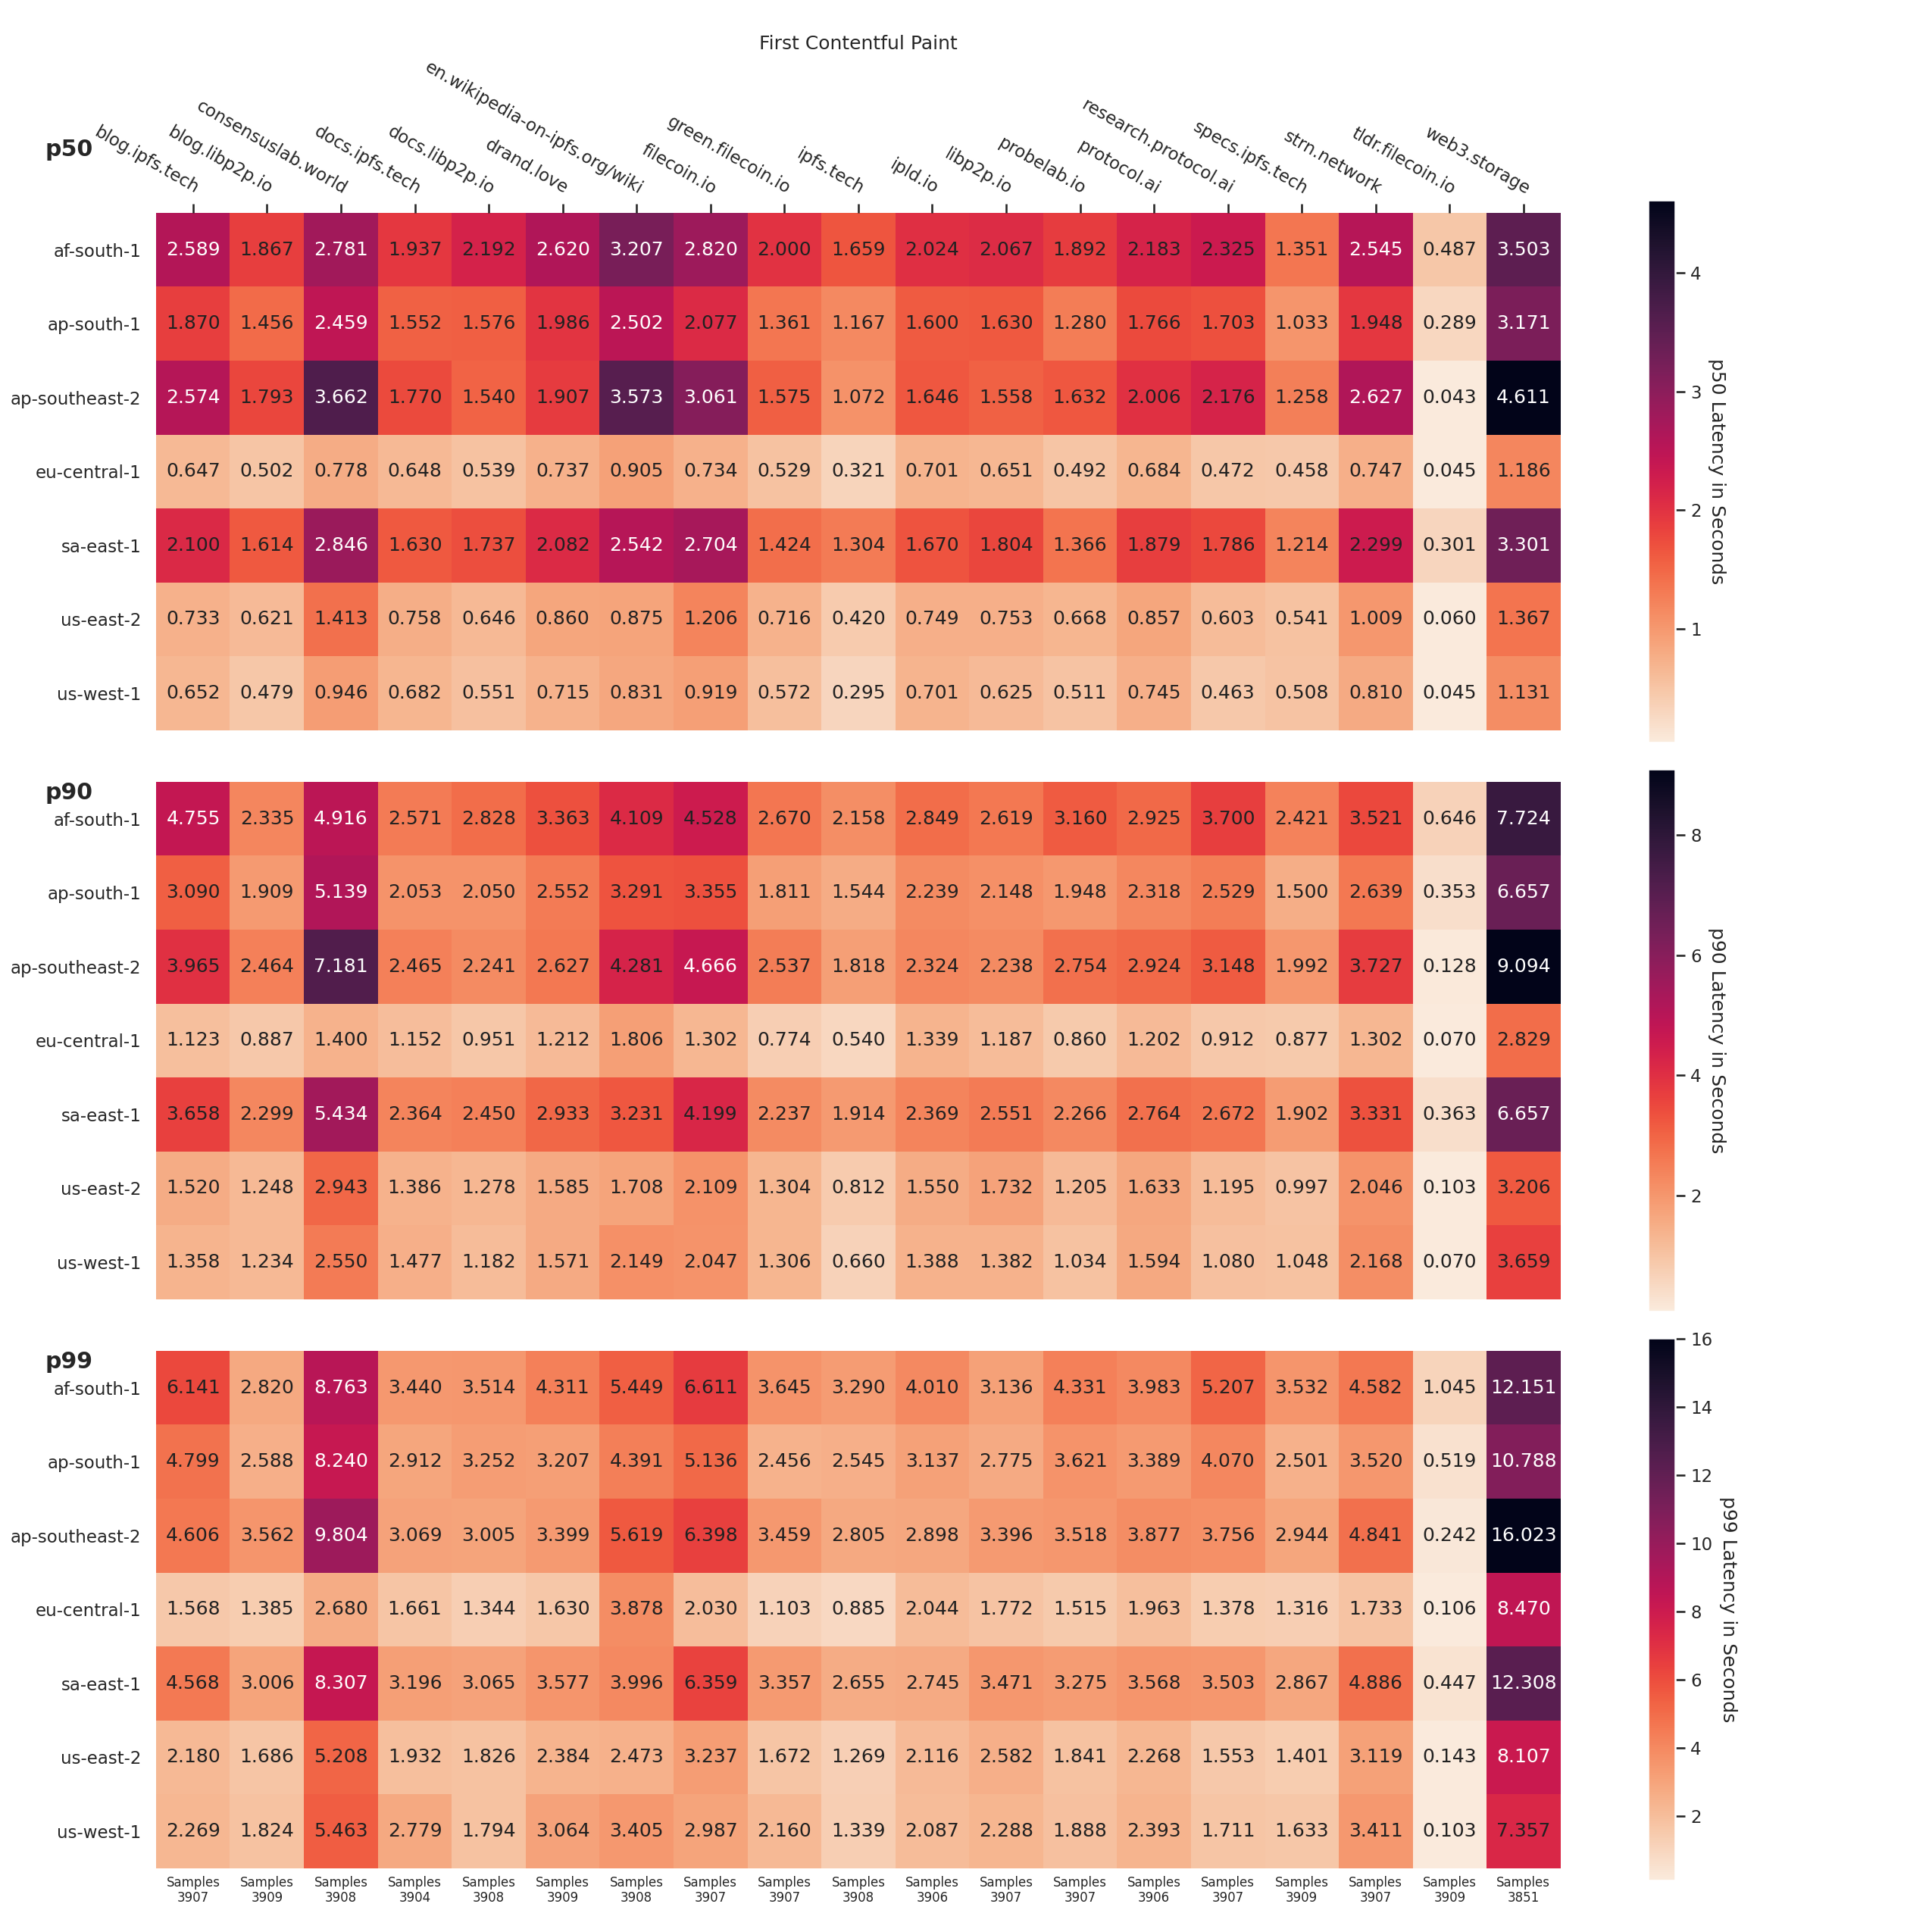 First Contentful Paint
p50
blog.ipfs.tech
blog.libp2p.io
consensuslab.world
docs.ipfs.tech
docs.libp2p.io
drand.love
en.wikipedia-on-ipfs.org/wiki
filecoin.io
green.filecoin.io
ipfs.tech
ipld.io
libp2p.io
probelab.io
protocol.ai
research.protocol.ai
specs.ipfs.tech
strn.network
tldr.filecoin.io
web3.storage
af-south-1 2.589 1.867 2.781 1.937 2.192 2.620 3.207 2.820 2.000 1.659 2.024 2.067 1.892 2.183 2.325 1.351 2.545 0.487 3.503
ap-south-1 1.870 1.456 2.459 1.552 1.576 1.986 2.502 2.077 1.361 1.167 1.600 1.630 1.280 1.766 1.703 1.033 1.948 0.289 3.171
ap-southeast-2 2.574 1.793 3.662 1.770 1.540 1.907 3.573 3.061 1.575 1.072 1.646 1.558 1.632 2.006 2.176 1.258 2.627 0.043 4.611
eu-central-1 0.647 0.502 0.778 0.648 0.539 0.737 0.905 0.734 0.529 0.321 0.701 0.651 0.492 0.684 0.472 0.458 0.747 0.045 1.186
sa-east-1 2.100 1.614 2.846 1.630 1.737 2.082 2.542 2.704 1.424 1.304 1.670 1.804 1.366 1.879 1.786 1.214 2.299 0.301 3.301
us-east-2 0.733 0.621 1.413 0.758 0.646 0.860 0.875 1.206 0.716 0.420 0.749 0.753 0.668 0.857 0.603 0.541 1.009 0.060 1.367
us-west-1 0.652 0.479 0.946 0.682 0.551 0.715 0.831 0.919 0.572 0.295 0.701 0.625 0.511 0.745 0.463 0.508 0.810 0.045 1.131
4
3
2
1
p50 Latency in Seconds
p90
af-south-1 4.755 2.335 4.916 2.571 2.828 3.363 4.109 4.528 2.670 2.158 2.849 2.619 3.160 2.925 3.700 2.421 3.521 0.646 7.724
ap-south-1 3.090 1.909 5.139 2.053 2.050 2.552 3.291 3.355 1.811 1.544 2.239 2.148 1.948 2.318 2.529 1.500 2.639 0.353 6.657
ap-southeast-2 3.965 2.464 7.181 2.465 2.241 2.627 4.281 4.666 2.537 1.818 2.324 2.238 2.754 2.924 3.148 1.992 3.727 0.128 9.094
eu-central-1 1.123 0.887 1.400 1.152 0.951 1.212 1.806 1.302 0.774 0.540 1.339 1.187 0.860 1.202 0.912 0.877 1.302 0.070 2.829
sa-east-1 3.658 2.299 5.434 2.364 2.450 2.933 3.231 4.199 2.237 1.914 2.369 2.551 2.266 2.764 2.672 1.902 3.331 0.363 6.657
us-east-2 1.520 1.248 2.943 1.386 1.278 1.585 1.708 2.109 1.304 0.812 1.550 1.732 1.205 1.633 1.195 0.997 2.046 0.103 3.206
us-west-1 1.358 1.234 2.550 1.477 1.182 1.571 2.149 2.047 1.306 0.660 1.388 1.382 1.034 1.594 1.080 1.048 2.168 0.070 3.659
8
6
4
2
p90 Latency in Seconds
p99
af-south-1 6.141 2.820 8.763 3.440 3.514 4.311 5.449 6.611 3.645 3.290 4.010 3.136 4.331 3.983 5.207 3.532 4.582 1.045 12.151
ap-south-1 4.799 2.588 8.240 2.912 3.252 3.207 4.391 5.136 2.456 2.545 3.137 2.775 3.621 3.389 4.070 2.501 3.520 0.519 10.788
ap-southeast-2 4.606 3.562 9.804 3.069 3.005 3.399 5.619 6.398 3.459 2.805 2.898 3.396 3.518 3.877 3.756 2.944 4.841 0.242 16.023
eu-central-1 1.568 1.385 2.680 1.661 1.344 1.630 3.878 2.030 1.103 0.885 2.044 1.772 1.515 1.963 1.378 1.316 1.733 0.106 8.470
sa-east-1 4.568 3.006 8.307 3.196 3.065 3.577 3.996 6.359 3.357 2.655 2.745 3.471 3.275 3.568 3.503 2.867 4.886 0.447 12.308
us-east-2 2.180 1.686 5.208 1.932 1.826 2.384 2.473 3.237 1.672 1.269 2.116 2.582 1.841 2.268 1.553 1.401 3.119 0.143 8.107
us-west-1 2.269 1.824 5.463 2.779 1.794 3.064 3.405 2.987 2.160 1.339 2.087 2.288 1.888 2.393 1.711 1.633 3.411 0.103 7.357
16
14
12
10
8
6
4
2
p99 Latency in Seconds
Samples Samples Samples Samples Samples Samples Samples Samples Samples Samples Samples Samples Samples Samples Samples Samples Samples Samples Samples
3907 3909 3908 3904 3908 3909 3908 3907 3907 3908 3906 3907 3907 3906 3907 3909 3907 3909 3851